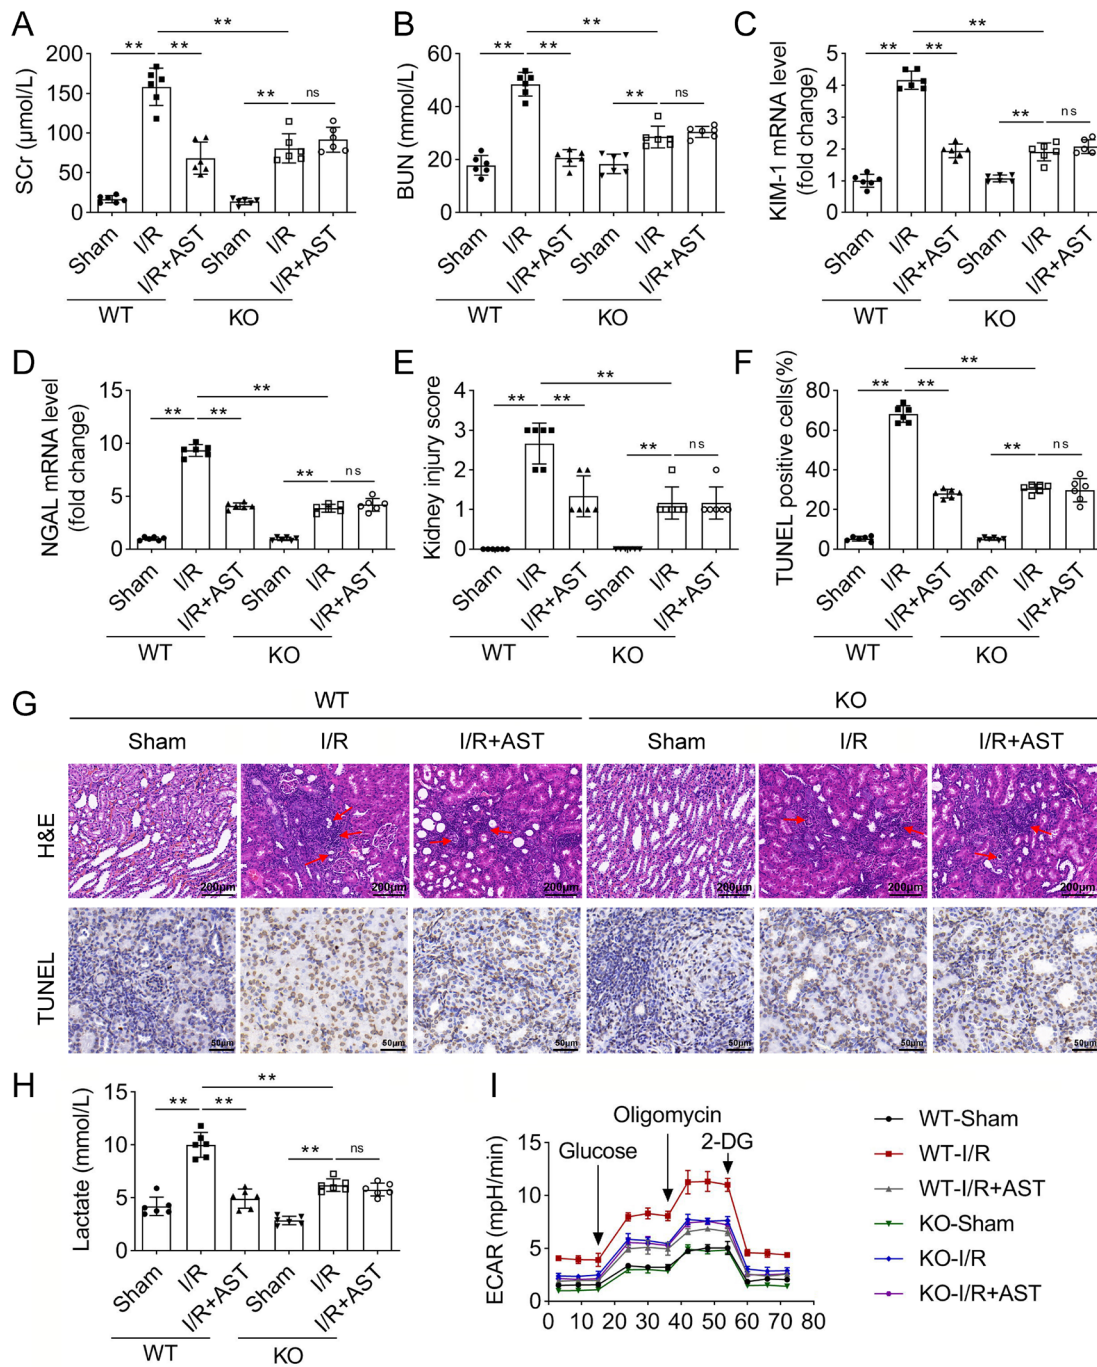 A
SCr (μmol/L)
200
150
100
50
0
** ** ** ** ns
Sham
I/R
I/R+AST
Sham
I/R
I/R+AST
WT
KO
B
BUN (mmol/L)
60
40
20
0
** ** ** ** ns
Sham
I/R
I/R+AST
Sham
I/R
I/R+AST
WT
KO
C
KIM-1 mRNA level
(fold change)
5
4
3
2
1
0
** ** ** ** ns
Sham
I/R
I/R+AST
Sham
I/R
I/R+AST
WT
KO
D
NGAL mRNA level
(fold change)
15
10
5
0
** ** ** ** ns
Sham
I/R
I/R+AST
Sham
I/R
I/R+AST
WT
KO
E
Kidney injury score
4
3
2
1
0
** ** ** ** ns
Sham
I/R
I/R+AST
Sham
I/R
I/R+AST
WT
KO
F
TUNEL positive cells(%)
80
60
40
20
0
** ** ** ** ns
Sham
I/R
I/R+AST
Sham
I/R
I/R+AST
WT
KO
G
WT KO
Sham I/R I/R+AST Sham I/R I/R+AST
H&E
200μm 200μm 200μm 200μm 200μm 200μm
TUNEL
50μm 50μm 50μm 50μm 50μm 50μm
H
Lactate (mmol/L)
15
10
5
0
** ** ** ** ns
Sham
I/R
I/R+AST
Sham
I/R
I/R+AST
WT
KO
I
ECAR (mpH/min)
15
10
5
0
0 10 20 30 40 50 60 70 80
Glucose
Oligomycin
2-DG
WT-Sham
WT-I/R
WT-I/R+AST
KO-Sham
KO-I/R
KO-I/R+AST